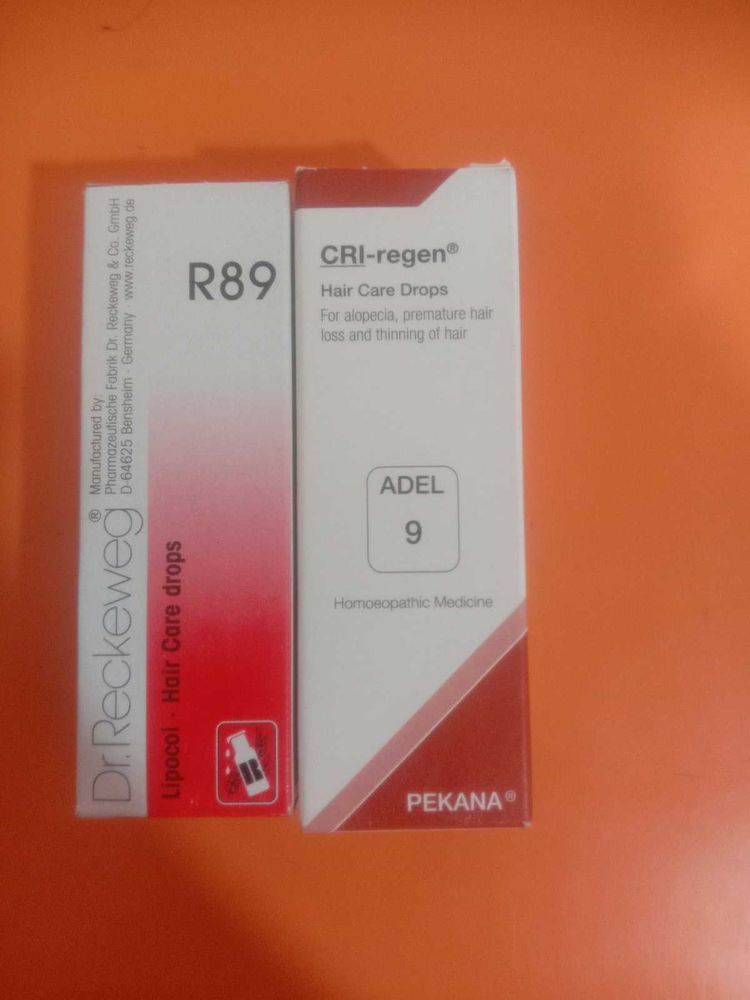 R89
Dr.Reckeweg®
Manufactured by:
Pharmazeutische Fabrik Dr. Reckeweg & Co. GmbH
D-64625 Bensheim · Germany · www.reckeweg.de
Lipocol · Hair Care drops
R
CRI-regen®
Hair Care Drops
For alopecia, premature hair
loss and thinning of hair
ADEL
9
Homoeopathic Medicine
PEKANA®